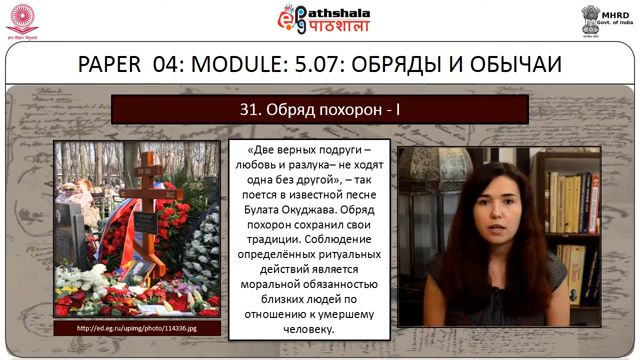 Pathshala
पाठशाला
MHRD
Govt. of India
PAPER 04: MODULE: 5.07: ОБРЯДЫ И ОБЫЧАИ
31. Обряд похорон - I
«Две верных подруги –
любовь и разлука– не ходят
одна без другой», – так
поется в известной песне
Булата Окуджава. Обряд
похорон сохранил свои
традиции. Соблюдение
определённых ритуальных
действий является
моральной обязанностью
близких людей по
отношению к умершему
человеку.
http://ed.eg.ru/upimg/photo/114336.jpg